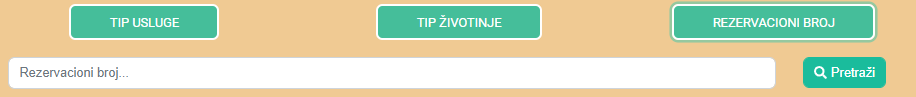 TIP USLUGE
TIP ŽIVOTINJE
REZERVACIONI BROJ
Rezervacioni broj...
Pretraži